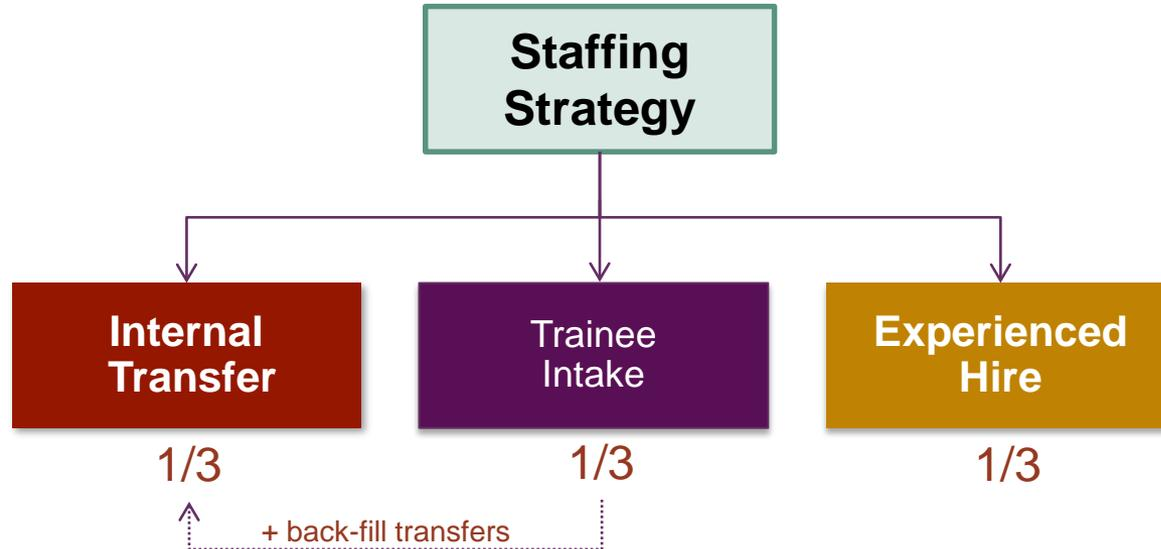 Staffing
Strategy
Internal
Transfer
Trainee
Intake
Experienced
Hire
1/3
1/3
1/3
+ back-fill transfers